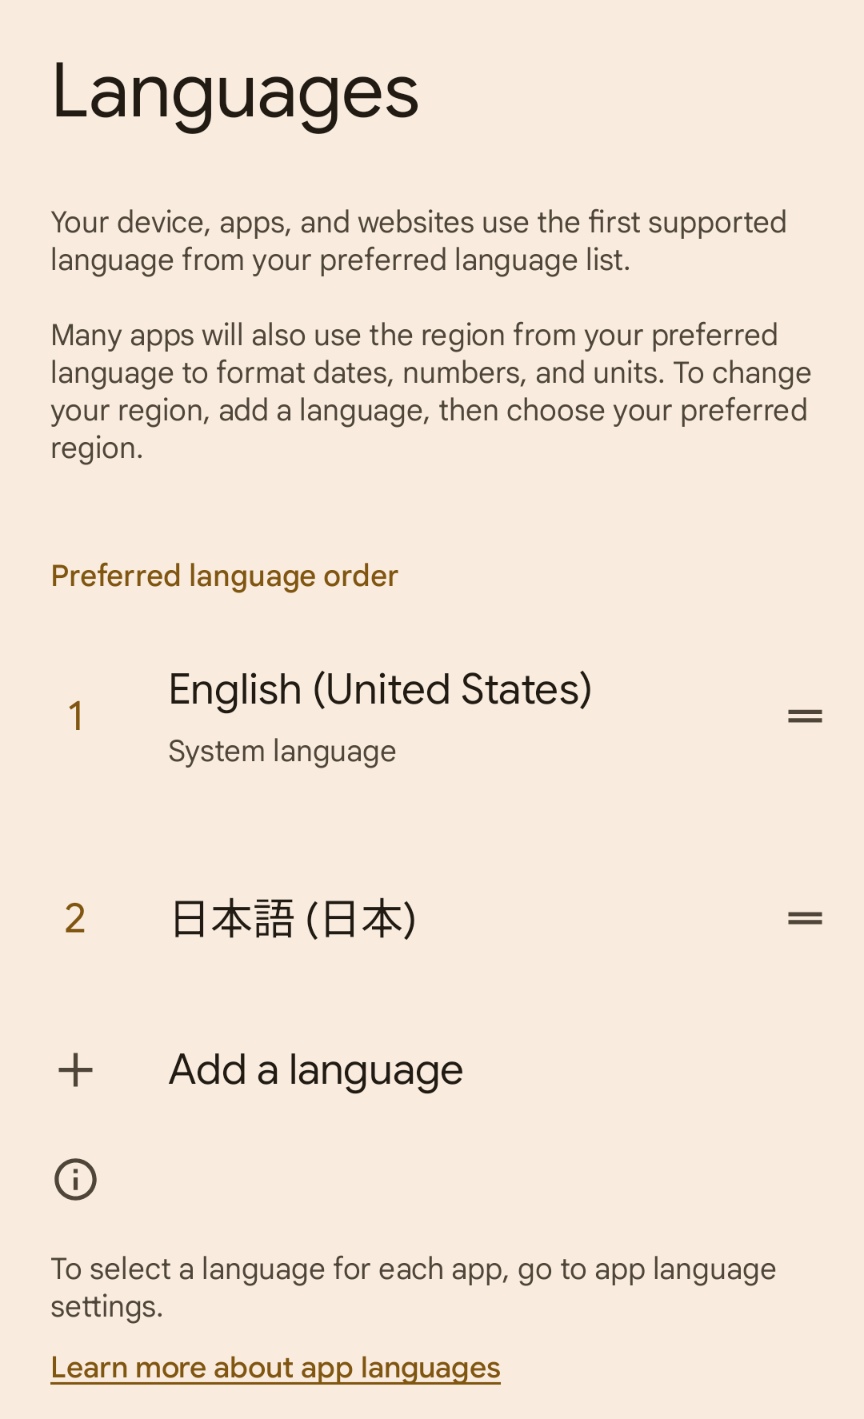 Languages
Your device, apps, and websites use the first supported
language from your preferred language list.
Many apps will also use the region from your preferred
language to format dates, numbers, and units. To change
your region, add a language, then choose your preferred
region.
Preferred language order
1
English (United States)
System language
2
日本語 (日本)
Add a language
To select a language for each app, go to app language
settings.
Learn more about app languages